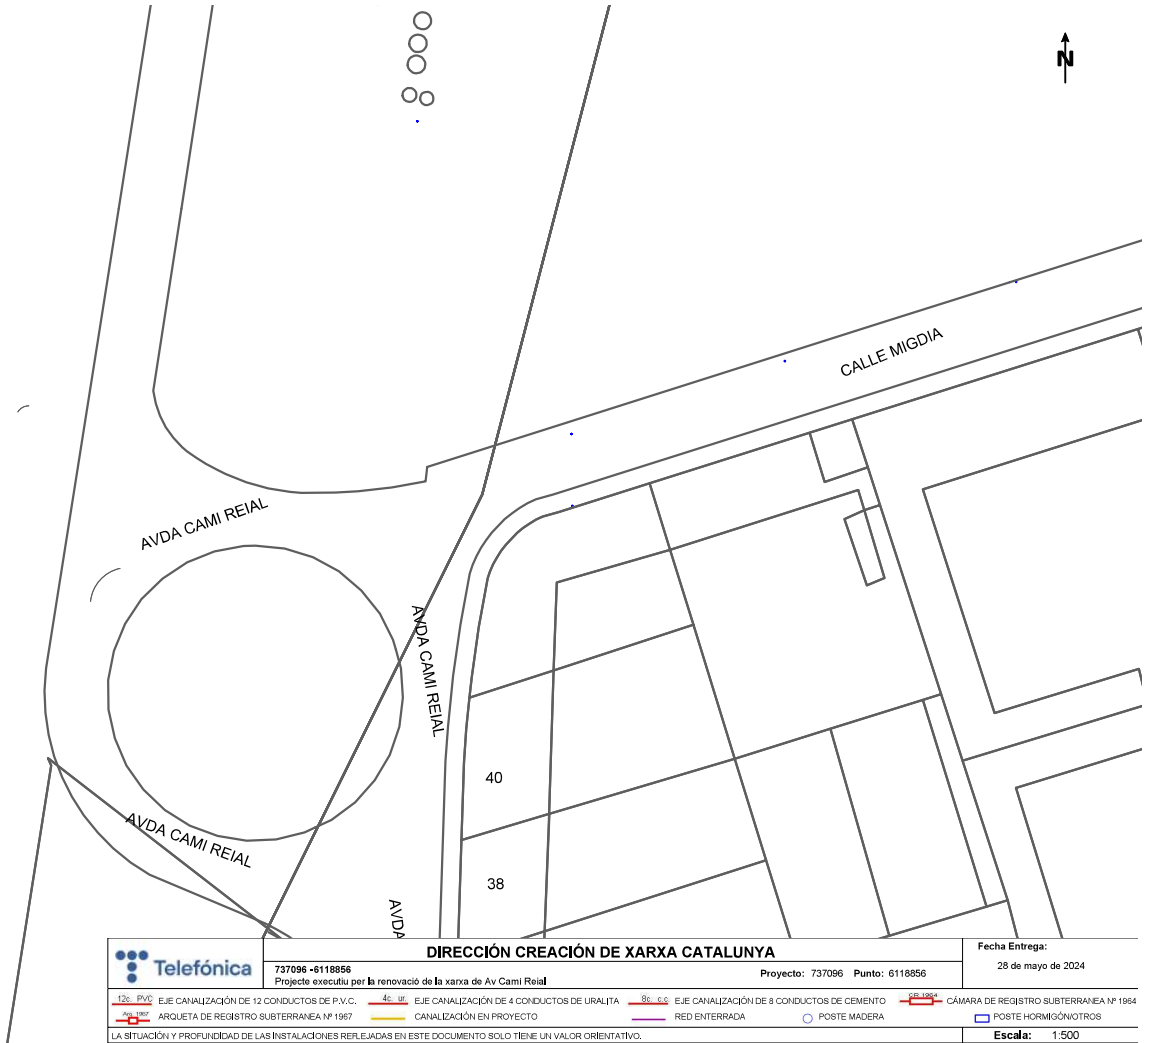 N
CALLE MIGDIA
AVDA CAMI REIAL
AVDA CAMI REIAL
40
AVDA CAMI REIAL
38
AVDA
Telefónica
DIRECCIÓN CREACIÓN DE XARXA CATALUNYA
737096 -6118856
Projecte executiu per la renovació de la xarxa de Av Camí Reial
Proyecto: 737096 Punto: 6118856
Fecha Entrega:
28 de mayo de 2024
12c. PVC EJE CANALIZACIÓN DE 12 CONDUCTOS DE P.V.C. 4c. ur. EJE CANALIZACIÓN DE 4 CONDUCTOS DE URALITA 8c. c.c. EJE CANALIZACIÓN DE 8 CONDUCTOS DE CEMENTO CR. 1964 CÁMARA DE REGISTRO SUBTERRANEA Nº 1964
Arq. 1967 ARQUETA DE REGISTRO SUBTERRANEA Nº 1967 CANALIZACIÓN EN PROYECTO RED ENTERRADA POSTE MADERA POSTE HORMIGÓN/OTROS
LA SITUACIÓN Y PROFUNDIDAD DE LAS INSTALACIONES REFLEJADAS EN ESTE DOCUMENTO SOLO TIENE UN VALOR ORIENTATIVO.
Escala: 1:500